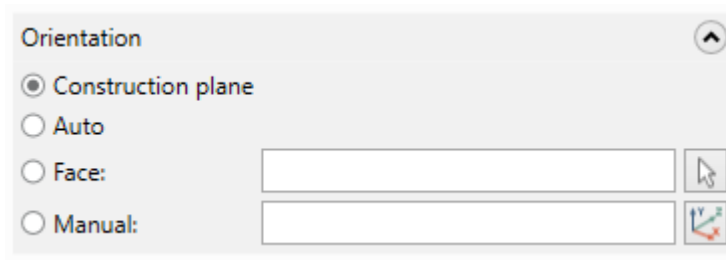 Orientation
Construction plane
Auto
Face:
Manual: